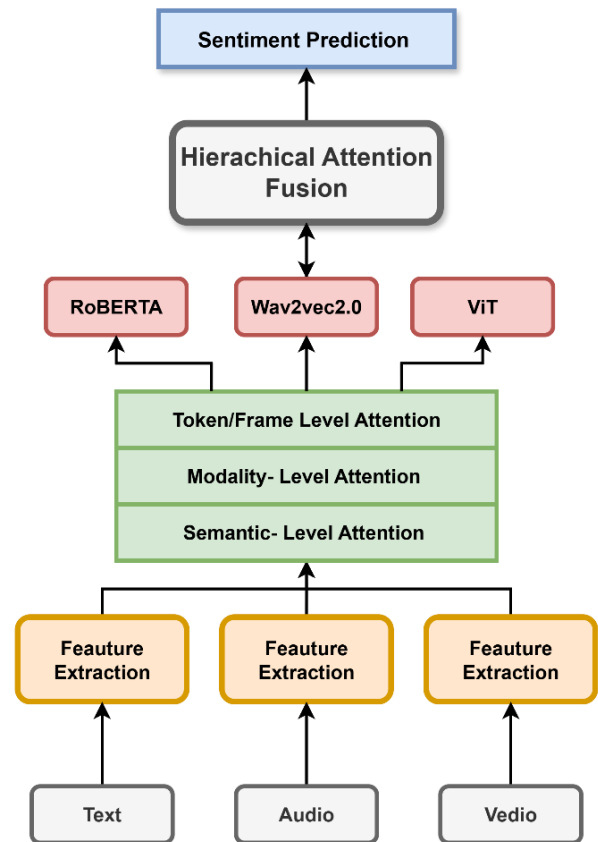 Sentiment Prediction
Hierachical Attention
Fusion
RoBERTA
Wav2vec2.0
ViT
Token/Frame Level Attention
Modality- Level Attention
Semantic- Level Attention
Feauture
Extraction
Feauture
Extraction
Feauture
Extraction
Text
Audio
Vedio